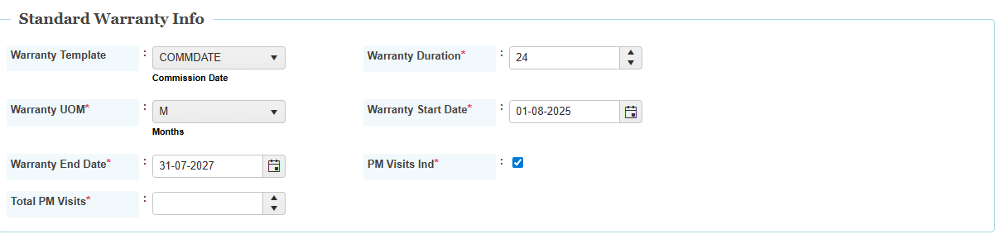 Standard Warranty Info
Warranty Template : COMMDATE
Commission Date
Warranty Duration* : 24
Warranty UOM* : M
Months
Warranty Start Date* : 01-08-2025
Warranty End Date* : 31-07-2027
PM Visits Ind* :
Total PM Visits* :